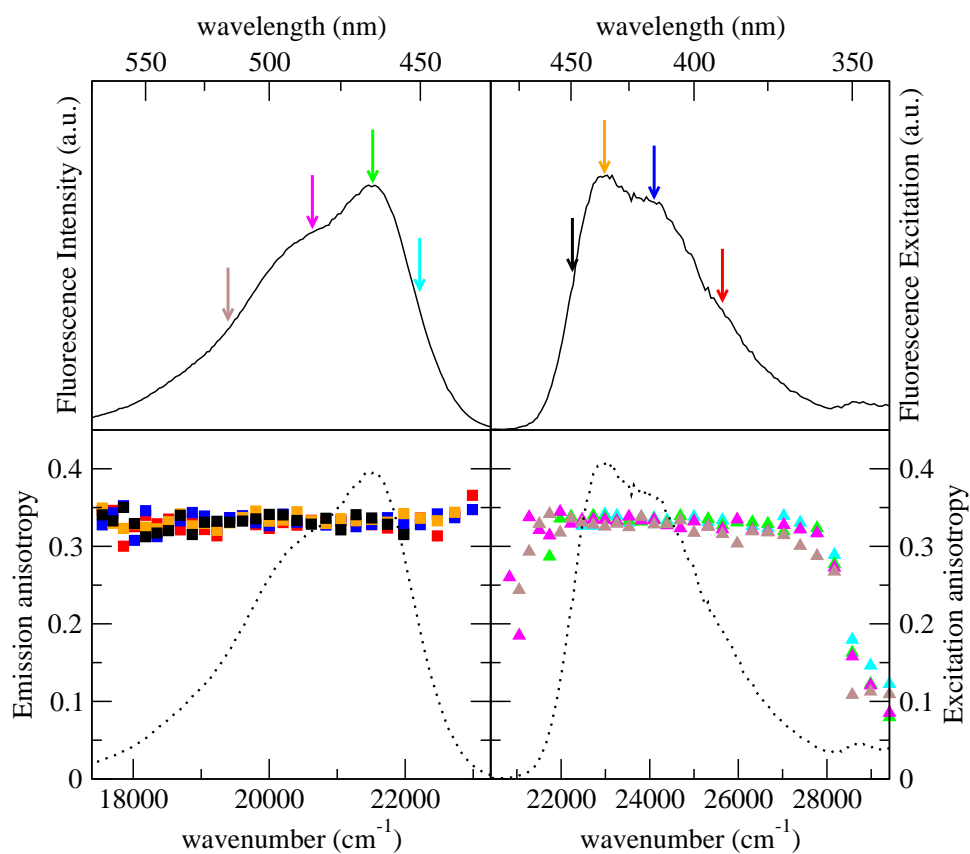 wavelength (nm)
wavelength (nm)
550
500
450
450
400
350
Fluorescence Intensity (a.u.)
Fluorescence Excitation (a.u.)
0.4
0.3
0.2
0.1
0
Emission anisotropy
0.4
0.3
0.2
0.1
0
Excitation anisotropy
18000
20000
22000
22000
24000
26000
28000
wavenumber (cm⁻¹)
wavenumber (cm⁻¹)